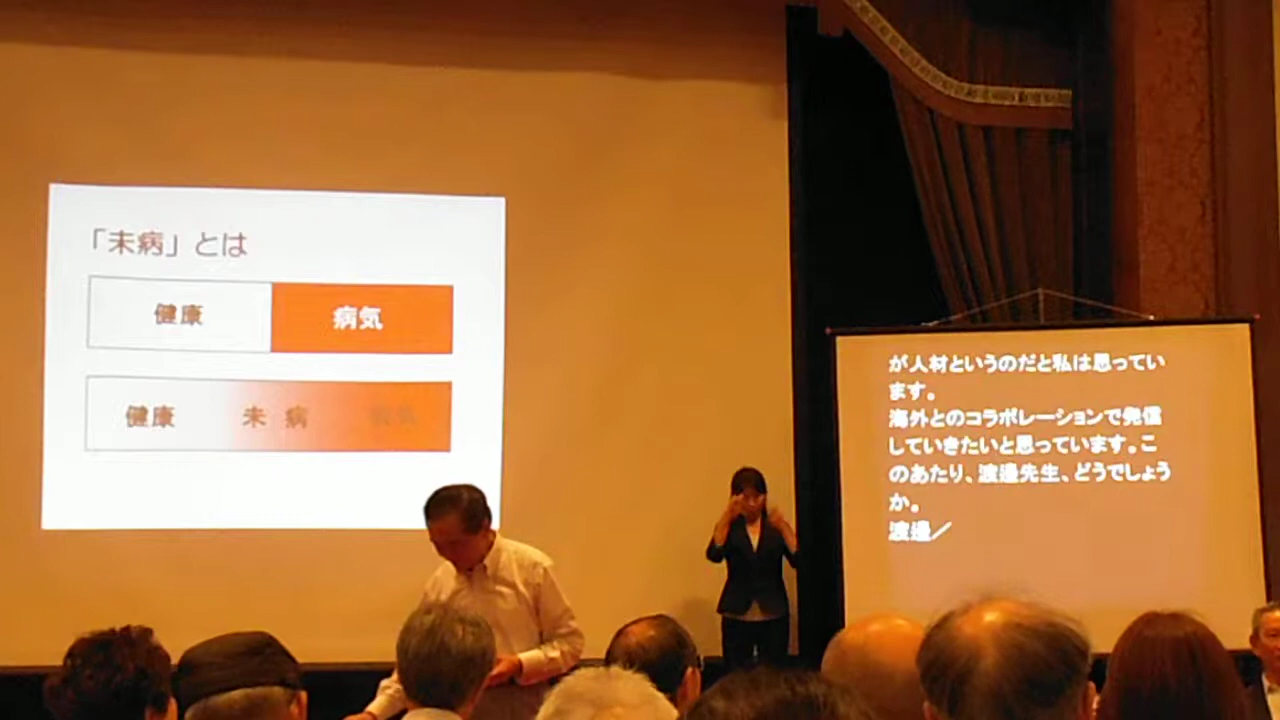 「未病」とは
健康 病気
健康 未 病 病気
が人材というのだと私は思ってい
ます。
海外とのコラボレーションで発信
していきたいと思っています。こ
のあたり、渡邉先生、どうでしょう
か。
渡邉／